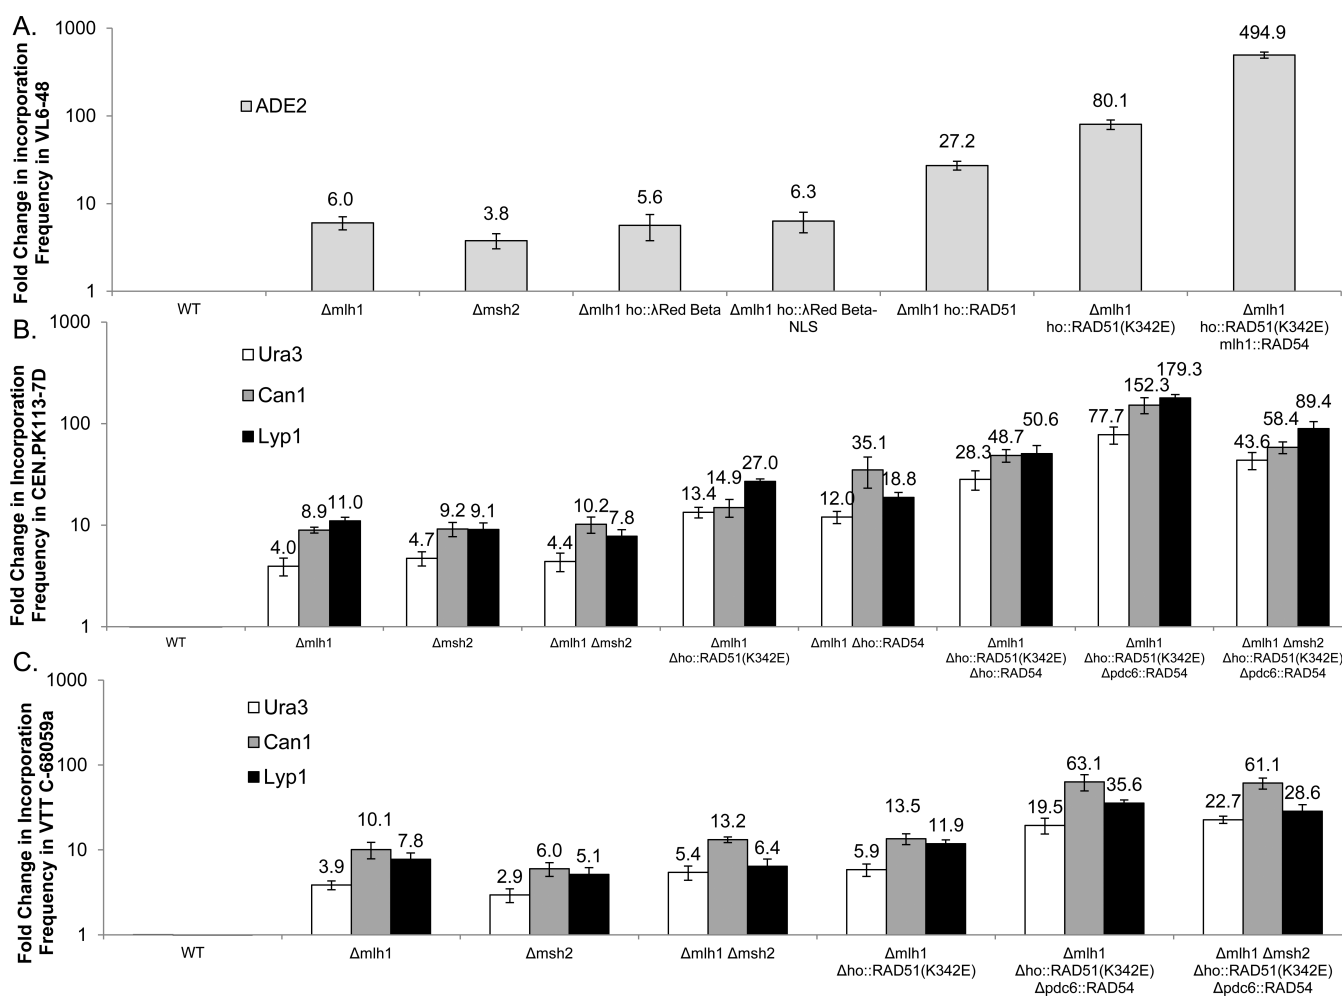 A.
Fold Change in incorporation
Frequency in VL6-48
1000
100
10
1
ADE2
6.0
3.8
5.6
6.3
27.2
80.1
494.9
WT
Δmlh1
Δmsh2
Δmlh1 ho::λRed Beta
Δmlh1 ho::λRed Beta-
NLS
Δmlh1 ho::RAD51
Δmlh1
ho::RAD51(K342E)
Δmlh1
ho::RAD51(K342E)
mlh1::RAD54
B.
Fold Change in Incorporation
Frequency in CEN.PK113-7D
1000
100
10
1
Ura3
Can1
Lyp1
4.0
8.9
11.0
4.7
9.2
9.1
4.4
10.2
7.8
13.4
14.9
27.0
12.0
35.1
18.8
28.3
48.7
50.6
77.7
152.3
179.3
43.6
58.4
89.4
WT
Δmlh1
Δmsh2
Δmlh1 Δmsh2
Δmlh1
Δho::RAD51(K342E)
Δmlh1 Δho::RAD54
Δmlh1
Δho::RAD51(K342E)
Δho::RAD54
Δmlh1
Δho::RAD51(K342E)
Δpdc6::RAD54
Δmlh1 Δmsh2
Δho::RAD51(K342E)
Δpdc6::RAD54
C.
Fold Change in Incorporation
Frequency in VTT C-68059a
1000
100
10
1
Ura3
Can1
Lyp1
3.9
10.1
7.8
2.9
6.0
5.1
5.4
13.2
6.4
5.9
13.5
11.9
19.5
63.1
35.6
22.7
61.1
28.6
WT
Δmlh1
Δmsh2
Δmlh1 Δmsh2
Δmlh1
Δho::RAD51(K342E)
Δmlh1
Δho::RAD51(K342E)
Δpdc6::RAD54
Δmlh1 Δmsh2
Δho::RAD51(K342E)
Δpdc6::RAD54